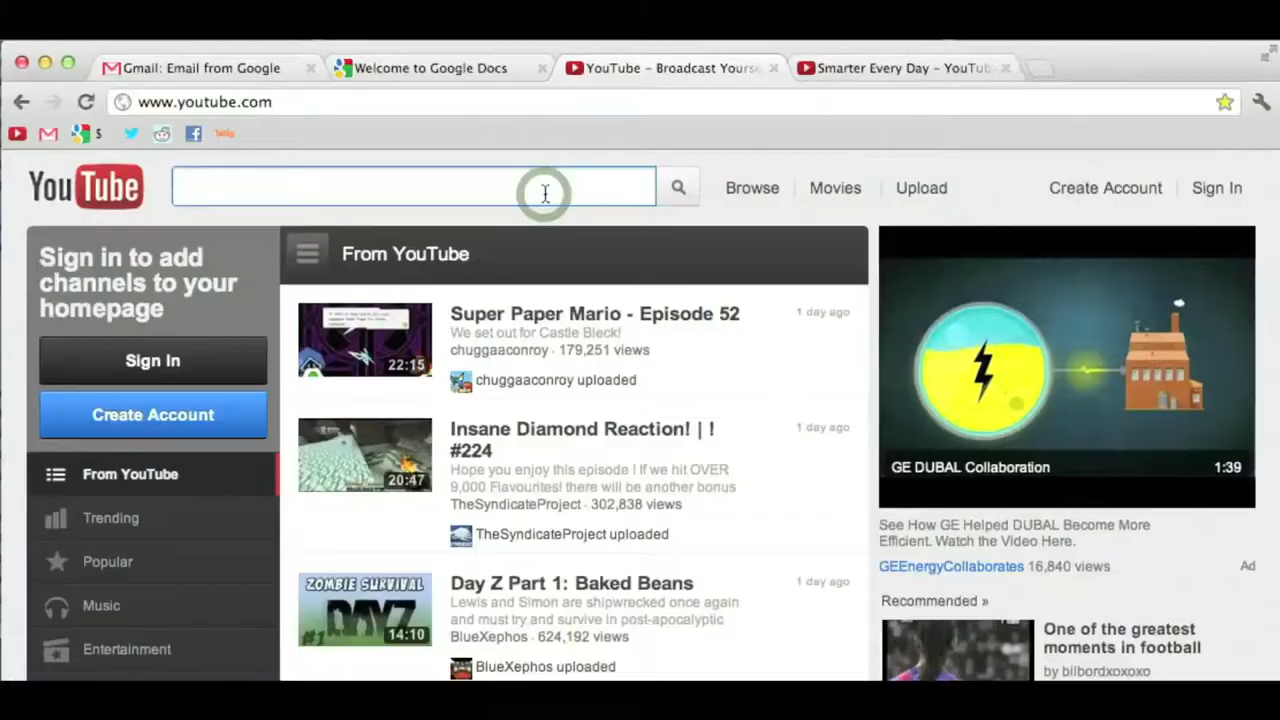 Gmail: Email from Google
Welcome to Google Docs
YouTube - Broadcast Yourse
Smarter Every Day - YouTub
www.youtube.com
$
bitly
YouTube
Browse
Movies
Upload
Create Account
Sign In
Sign in to add
channels to your
homepage
Sign In
Create Account
From YouTube
Trending
Popular
Music
Entertainment
From YouTube
22:15
Super Paper Mario - Episode 52
1 day ago
We set out for Castle Bleck!
chuggaaconroy · 179,251 views
chuggaaconroy uploaded
20:47
Insane Diamond Reaction! | !
#224
1 day ago
Hope you enjoy this episode ! If we hit OVER
9,000 Flavourites! there will be another bonus
TheSyndicateProject · 302,838 views
TheSyndicateProject uploaded
ZOMBIE SURVIVAL
DAYZ
#1
14:10
Day Z Part 1: Baked Beans
1 day ago
Lewis and Simon are shipwrecked once again
and must try and survive in post-apocalyptic
BlueXephos · 624,192 views
BlueXephos uploaded
GE DUBAL Collaboration
1:39
See How GE Helped DUBAL Become More
Efficient. Watch the Video Here.
GEEnergyCollaborates 16,840 views
Ad
Recommended »
One of the greatest
moments in football
by bilbordxoxoxo